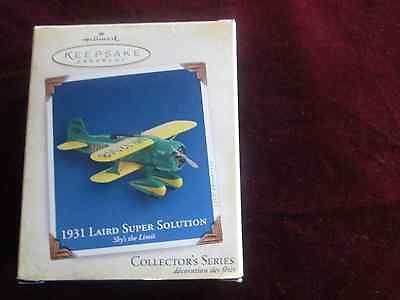 Hallmark
KEEPSAKE
ORNAMENT
1931 LAIRD SUPER SOLUTION
Sky's the Limit
COLLECTOR'S SERIES
décoration des fêtes